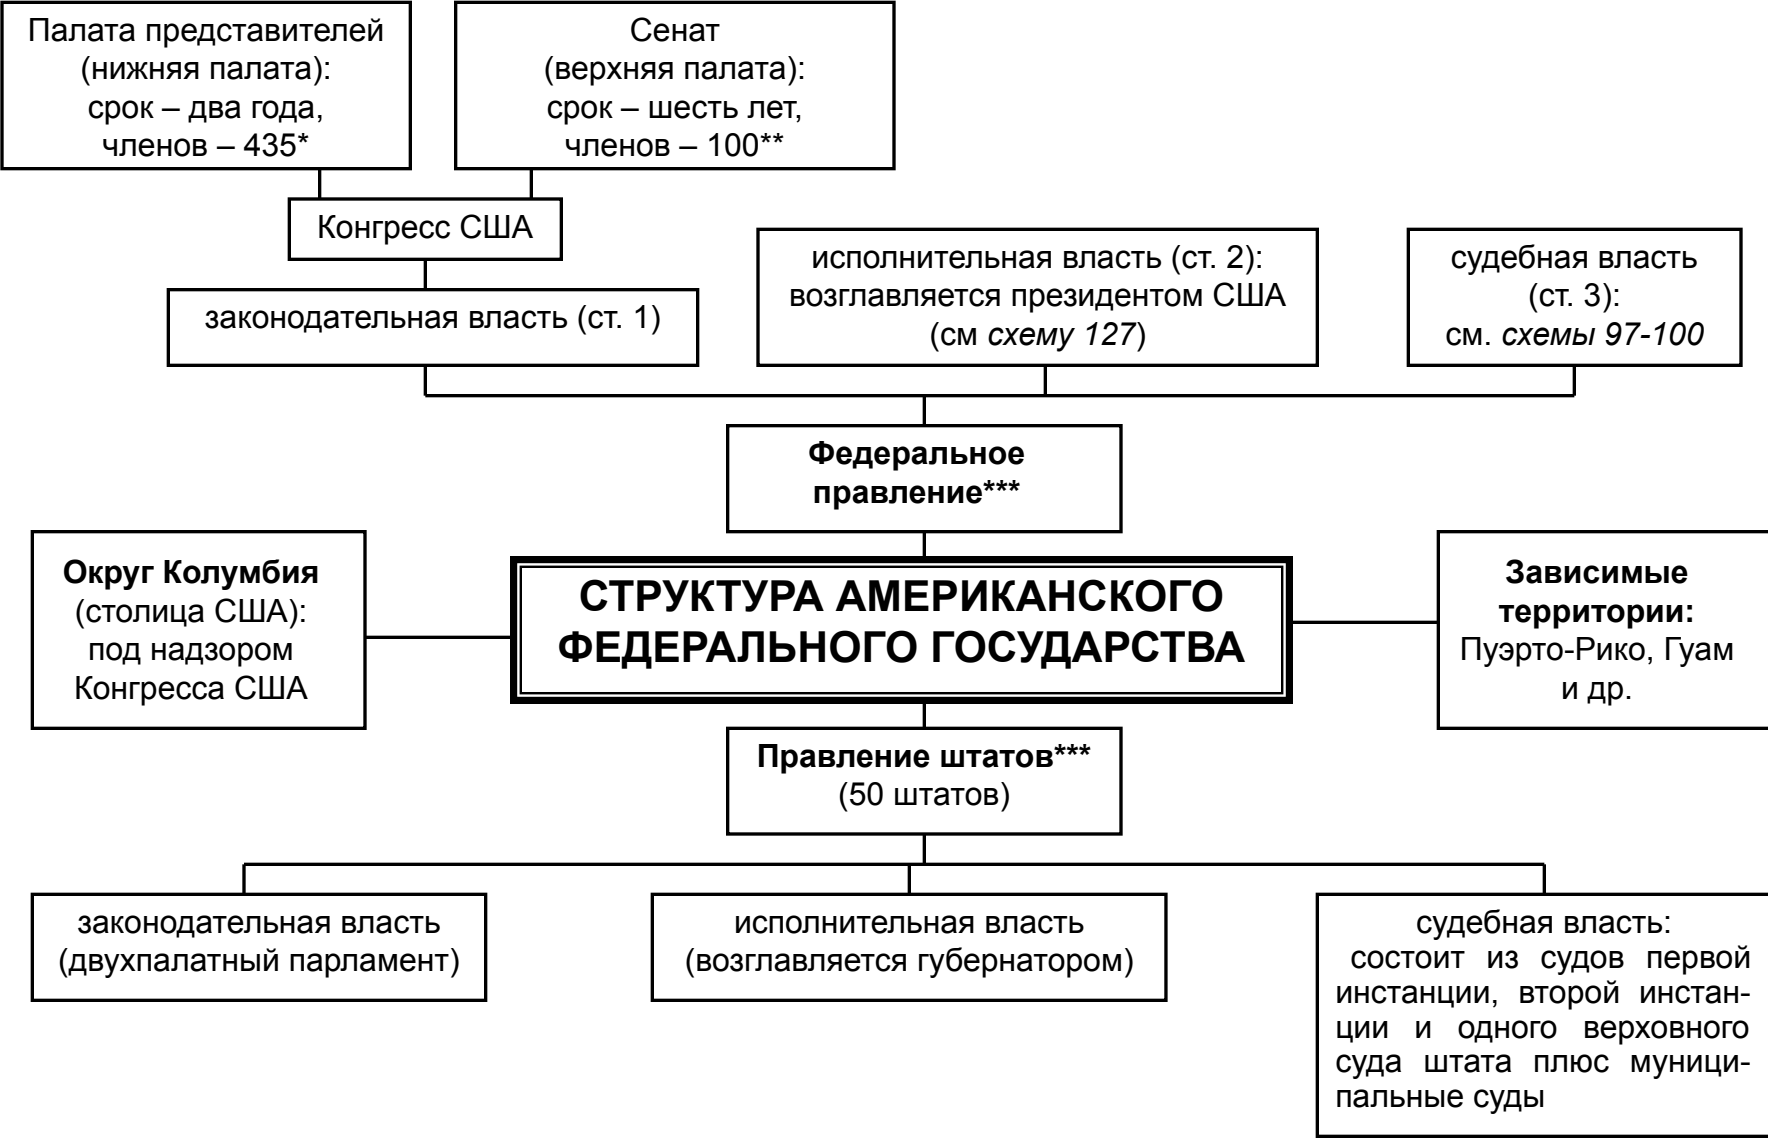 Палата представителей
(нижняя палата):
срок – два года,
членов – 435*
Сенат
(верхняя палата):
срок – шесть лет,
членов – 100**
Конгресс США
законодательная власть (ст. 1)
исполнительная власть (ст. 2):
возглавляется президентом США
(см схему 127)
судебная власть
(ст. 3):
см. схемы 97-100
Федеральное
правление***
Округ Колумбия
(столица США):
под надзором
Конгресса США
СТРУКТУРА АМЕРИКАНСКОГО
ФЕДЕРАЛЬНОГО ГОСУДАРСТВА
Зависимые
территории:
Пуэрто-Рико, Гуам
и др.
Правление штатов***
(50 штатов)
законодательная власть
(двухпалатный парламент)
исполнительная власть
(возглавляется губернатором)
судебная власть:
состоит из судов первой
инстанции, второй инстан-
ции и одного верховного
суда штата плюс муници-
пальные суды